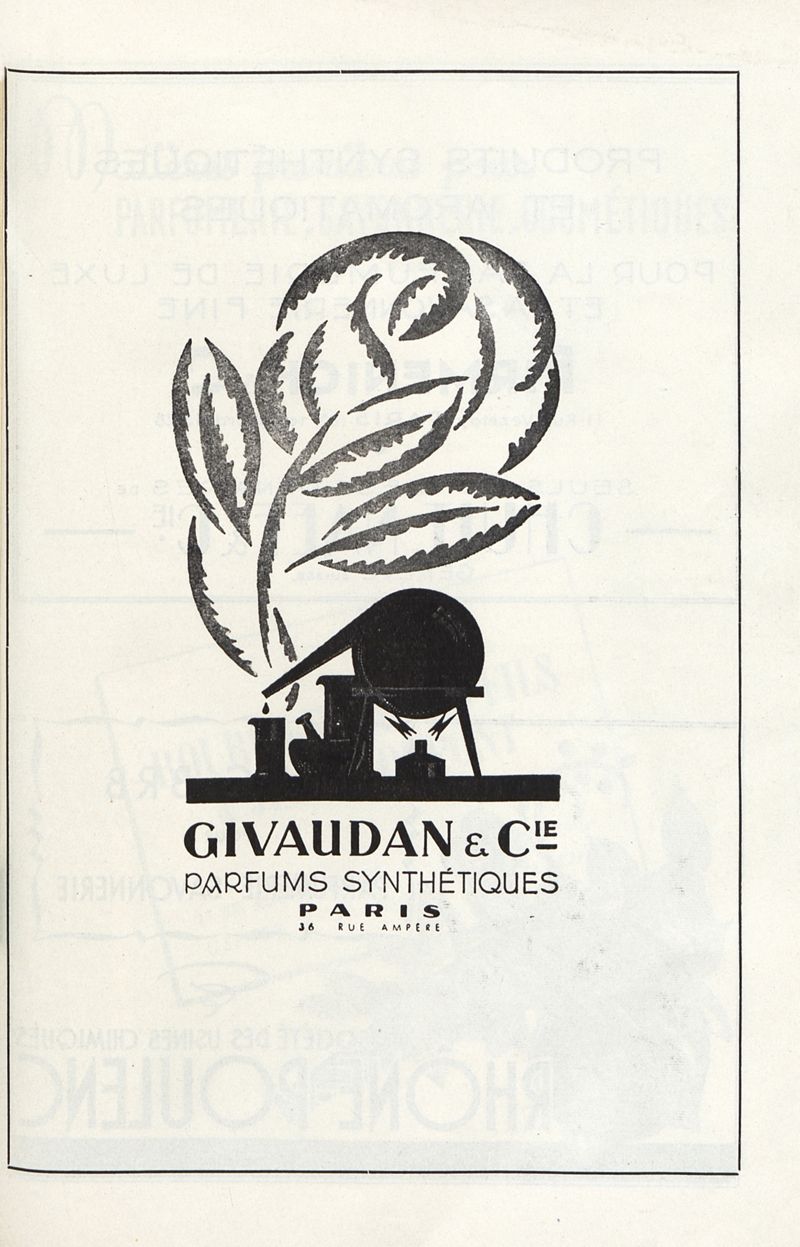 GIVAUDAN & CIE
PARFUMS SYNTHÉTIQUES
PARIS
36 RUE AMPÈRE